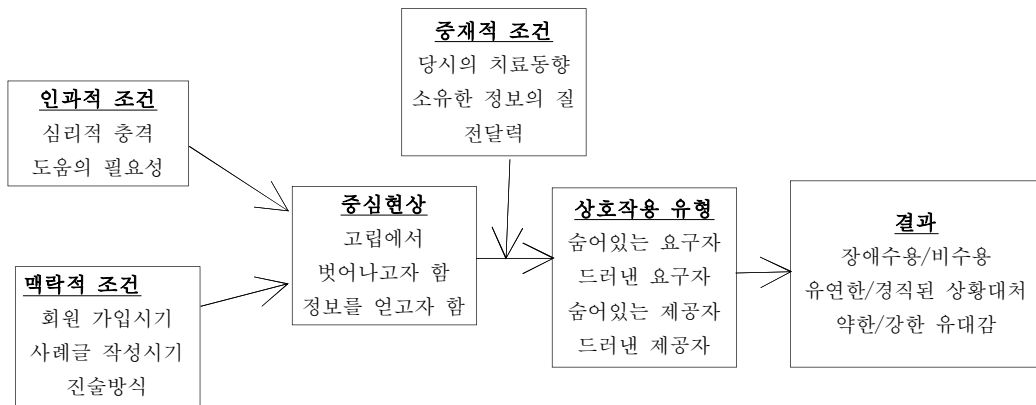 중재적 조건
당시의 치료동향
소유한 정보의 질
전달력
인과적 조건
심리적 충격
도움의 필요성
중심현상
고립에서
벗어나고자 함
정보를 얻고자 함
상호작용 유형
숨어있는 요구자
드러낸 요구자
숨어있는 제공자
드러낸 제공자
결과
장애수용/비수용
유연한/경직된 상황대처
약한/강한 유대감
맥락적 조건
회원 가입시기
사례글 작성시기
진술방식